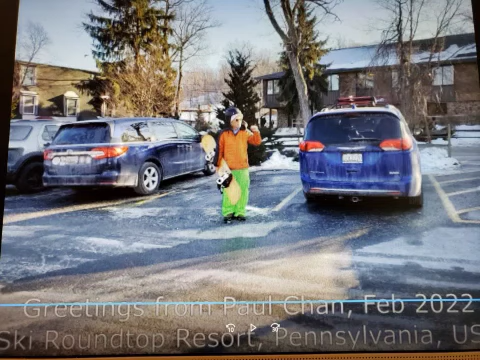 Greetings from Paul Chan, Feb 2022
Ski Roundtop Resort, Pennsylvania, US